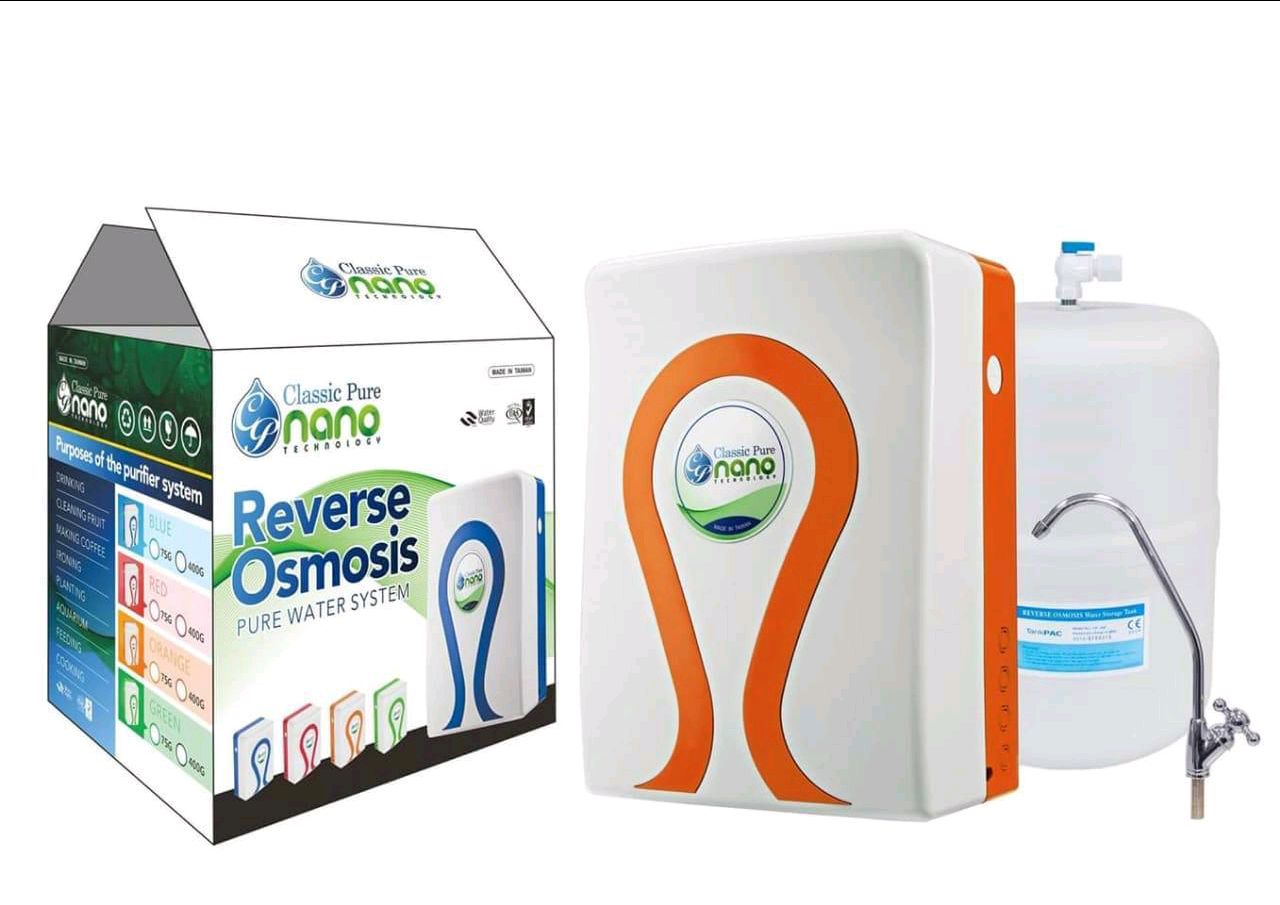 Classic Pure
nano
TECHNOLOGY
MADE IN TAIWAN
Classic Pure
nano
TECHNOLOGY
Purposes of the purifier system
DRINKING
CLEANING FRUIT
MAKING COFFEE
IRONING
PLANTING
AQUARIUM
FEEDING
COOKING
BLUE
75G 400G
RED
75G 400G
ORANGE
75G 400G
GREEN
75G 400G
MADE IN TAIWAN
Classic Pure
nano
TECHNOLOGY
Water
Quality
Reverse
Osmosis
PURE WATER SYSTEM
Classic Pure
nano
TECHNOLOGY
MADE IN TAIWAN
REVERSE OSMOSIS Water Storage Tank
TankPAC
CE